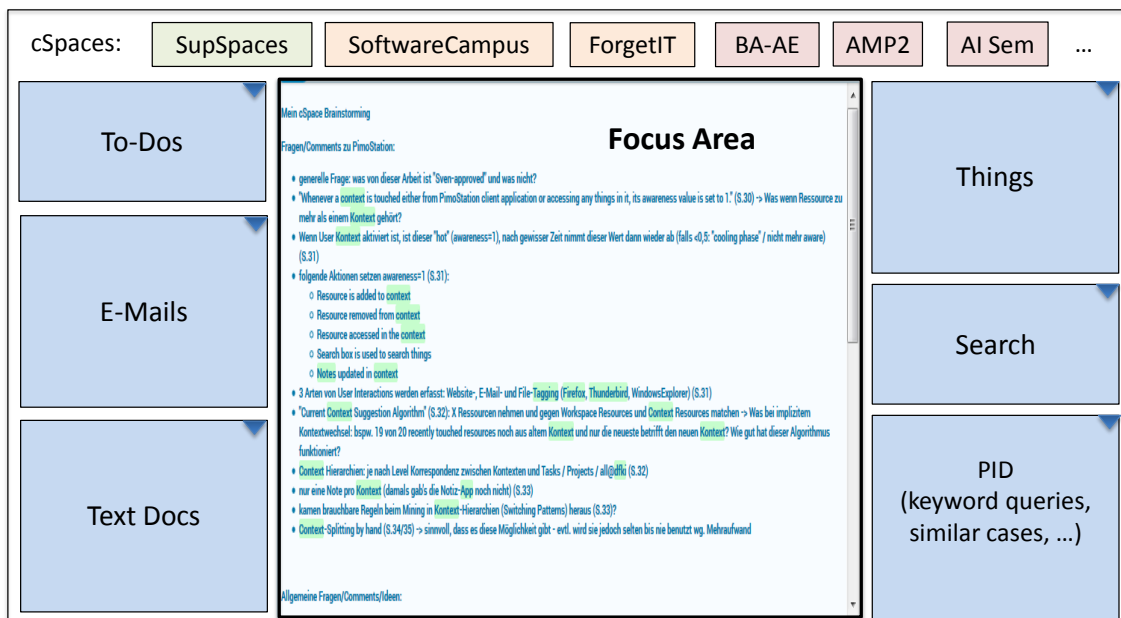 cSpaces: SupSpaces SoftwareCampus ForgetIT BA-AE AMP2 AI Sem ...
To-Dos
E-Mails
Text Docs
Focus Area
Mein cSpace Brainstorming
Fragen/Comments zu PimoStation:
• generelle Frage: was von dieser Arbeit ist "Sven-approved" und was nicht?
• "Whenever a context is touched either from PimoStation client application or accessing any things in it, its awareness value is set to 1." (S.30) -> Was wenn Ressource zu
mehr als einem Kontext gehört?
• Wenn User Kontext aktiviert ist, ist dieser "hot" (awareness=1), nach gewisser Zeit nimmt dieser Wert dann wieder ab (falls <0,5: "cooling phase" / nicht mehr aware)
(S.31)
• folgende Aktionen setzen awareness=1 (S.31):
o Resource is added to context
o Resource removed from context
o Resource accessed in the context
o Search box is used to search things
o Notes updated in context
• 3 Arten von User Interactions werden erfasst: Website-, E-Mail- und File-Tagging (Firefox, Thunderbird, WindowsExplorer) (S.31)
• "Current Context Suggestion Algorithm" (S.32): X Ressourcen nehmen und gegen Workspace Resources und Context Resources matchen -> Was bei implizitem
Kontextwechsel: bspw. 19 von 20 recently touched resources noch aus altem Kontext und nur die neueste betrifft den neuen Kontext? Wie gut hat dieser Algorithmus
funktioniert?
• Context Hierarchien: je nach Level Korrespondenz zwischen Kontexten und Tasks / Projects / all@dfki (S.32)
• nur eine Note pro Kontext (damals gab's die Notiz-App noch nicht) (S.33)
• kamen brauchbare Regeln beim Mining in Kontext-Hierarchien (Switching Patterns) heraus (S.33)?
• Context-Splitting by hand (S.34/35) -> sinnvoll, dass es diese Möglichkeit gibt - evtl. wird sie jedoch selten bis nie benutzt wg. Mehraufwand
Allgemeine Fragen/Comments/Ideen:
Things
Search
PID
(keyword queries,
similar cases, ...)